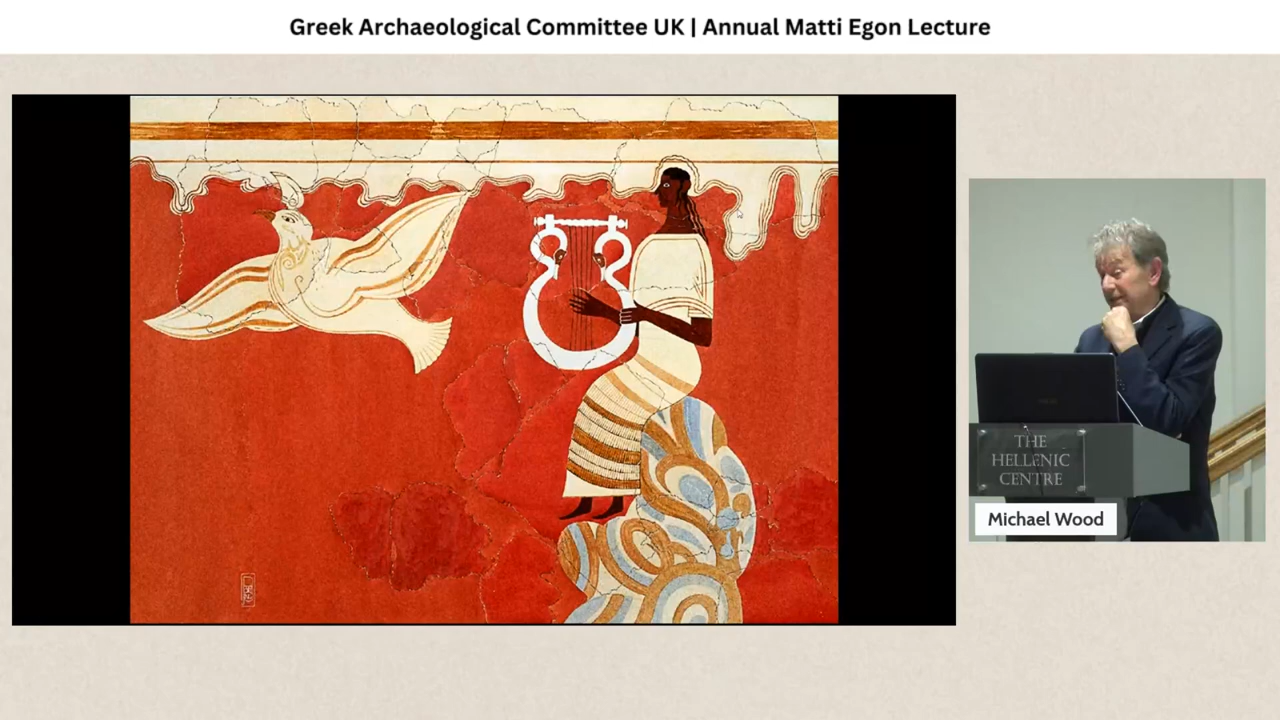 Greek Archaeological Committee UK | Annual Matti Egon Lecture
THE
HELLENIC
CENTRE
Michael Wood